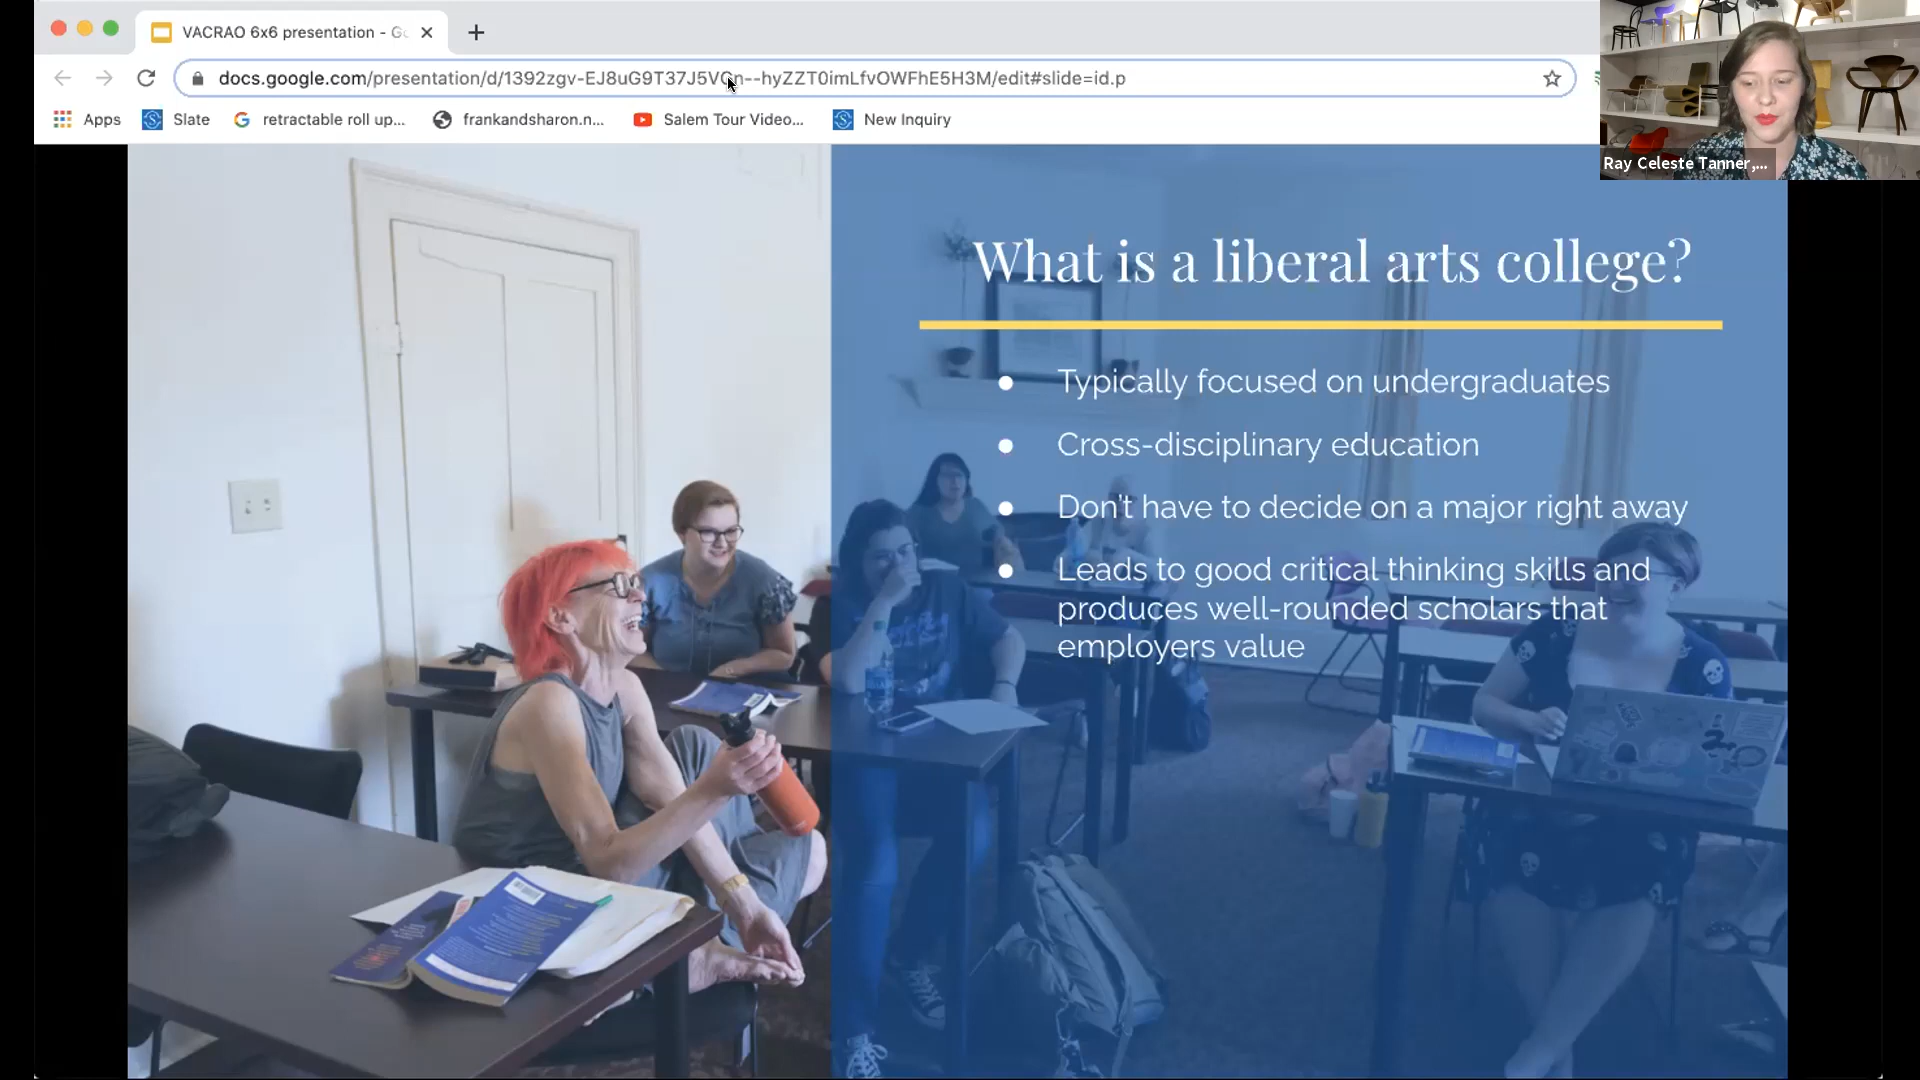 VACRAO 6x6 presentation - Go
docs.google.com/presentation/d/1392zgv-EJ8uG9T37J5VGn--hyZZT0imLfvOWFhE5H3M/edit#slide=id.p
Apps Slate retractable roll up... frankandsharon.n... Salem Tour Video... New Inquiry
Ray Celeste Tanner,...
What is a liberal arts college?
● Typically focused on undergraduates
● Cross-disciplinary education
● Don't have to decide on a major right away
● Leads to good critical thinking skills and
produces well-rounded scholars that
employers value